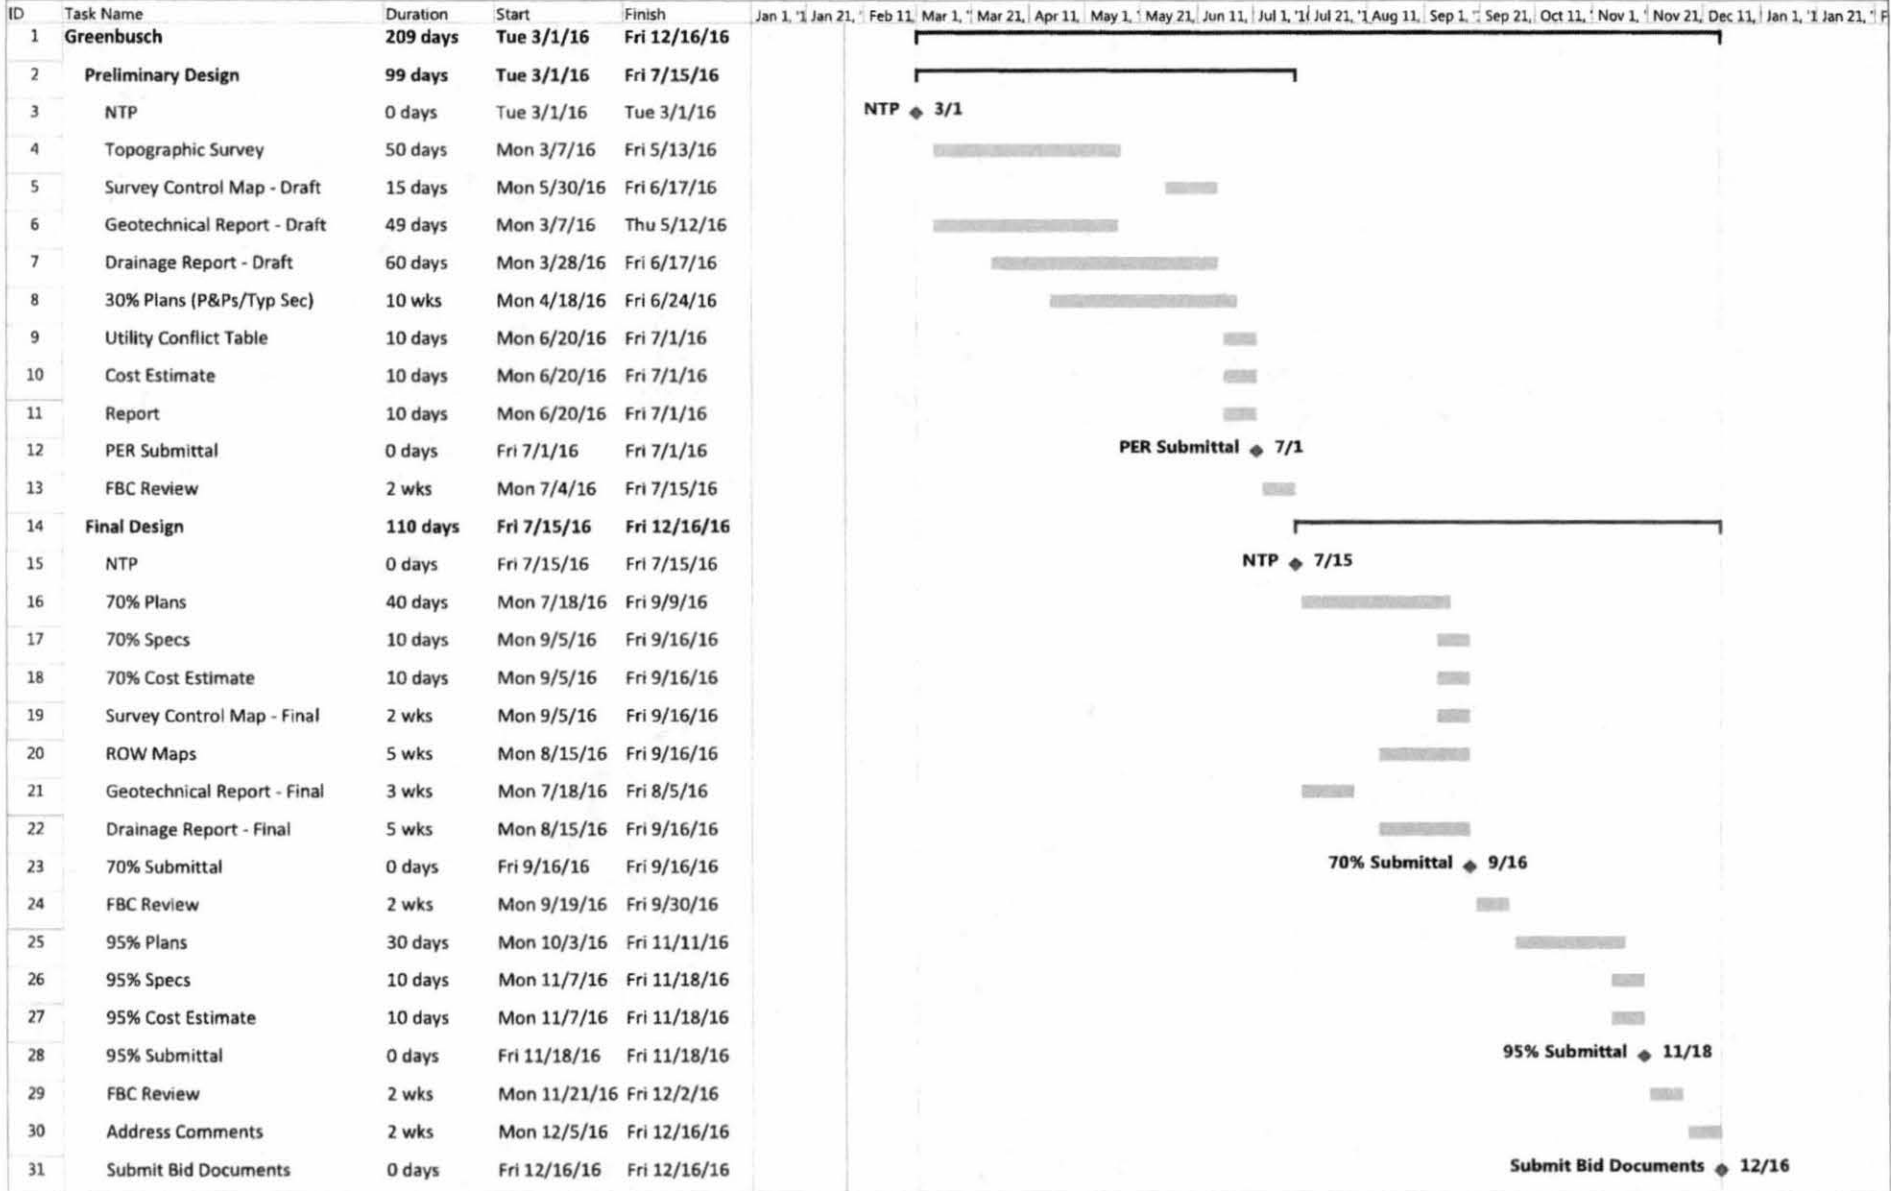 ID Task Name Duration Start Finish Jan 1, '1 Jan 21, ' Feb 11, Mar 1, '' Mar 21, Apr 11, May 1, ' May 21, Jun 11, Jul 1, '1( Jul 21, '1 Aug 11, Sep 1, ' Sep 21, Oct 11, ' Nov 1, ' Nov 21, Dec 11, Jan 1, '1 Jan 21, ' F
1 Greenbusch 209 days Tue 3/1/16 Fri 12/16/16
2 Preliminary Design 99 days Tue 3/1/16 Fri 7/15/16
3 NTP 0 days Tue 3/1/16 Tue 3/1/16 NTP 3/1
4 Topographic Survey 50 days Mon 3/7/16 Fri 5/13/16
5 Survey Control Map - Draft 15 days Mon 5/30/16 Fri 6/17/16
6 Geotechnical Report - Draft 49 days Mon 3/7/16 Thu 5/12/16
7 Drainage Report - Draft 60 days Mon 3/28/16 Fri 6/17/16
8 30% Plans (P&Ps/Typ Sec) 10 wks Mon 4/18/16 Fri 6/24/16
9 Utility Conflict Table 10 days Mon 6/20/16 Fri 7/1/16
10 Cost Estimate 10 days Mon 6/20/16 Fri 7/1/16
11 Report 10 days Mon 6/20/16 Fri 7/1/16
12 PER Submittal 0 days Fri 7/1/16 Fri 7/1/16 PER Submittal 7/1
13 FBC Review 2 wks Mon 7/4/16 Fri 7/15/16
14 Final Design 110 days Fri 7/15/16 Fri 12/16/16
15 NTP 0 days Fri 7/15/16 Fri 7/15/16 NTP 7/15
16 70% Plans 40 days Mon 7/18/16 Fri 9/9/16
17 70% Specs 10 days Mon 9/5/16 Fri 9/16/16
18 70% Cost Estimate 10 days Mon 9/5/16 Fri 9/16/16
19 Survey Control Map - Final 2 wks Mon 9/5/16 Fri 9/16/16
20 ROW Maps 5 wks Mon 8/15/16 Fri 9/16/16
21 Geotechnical Report - Final 3 wks Mon 7/18/16 Fri 8/5/16
22 Drainage Report - Final 5 wks Mon 8/15/16 Fri 9/16/16
23 70% Submittal 0 days Fri 9/16/16 Fri 9/16/16 70% Submittal 9/16
24 FBC Review 2 wks Mon 9/19/16 Fri 9/30/16
25 95% Plans 30 days Mon 10/3/16 Fri 11/11/16
26 95% Specs 10 days Mon 11/7/16 Fri 11/18/16
27 95% Cost Estimate 10 days Mon 11/7/16 Fri 11/18/16
28 95% Submittal 0 days Fri 11/18/16 Fri 11/18/16 95% Submittal 11/18
29 FBC Review 2 wks Mon 11/21/16 Fri 12/2/16
30 Address Comments 2 wks Mon 12/5/16 Fri 12/16/16
31 Submit Bid Documents 0 days Fri 12/16/16 Fri 12/16/16 Submit Bid Documents 12/16